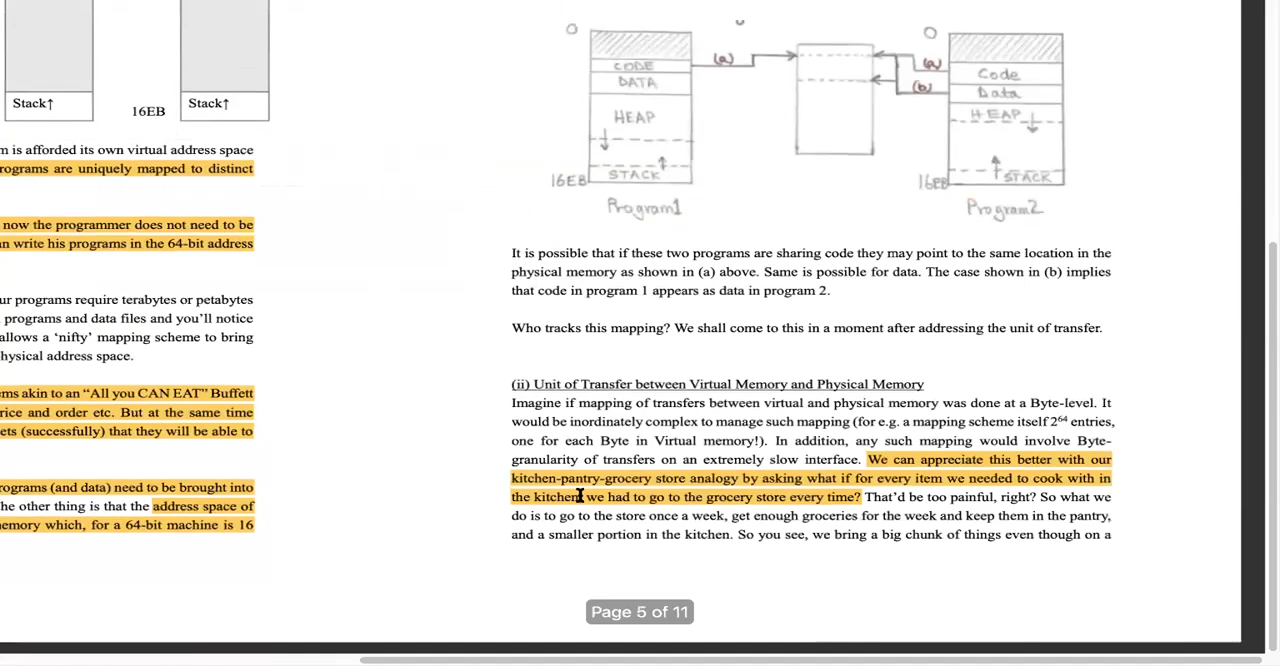 Stack↑
16EB
Stack↑
m is afforded its own virtual address space
rograms are uniquely mapped to distinct
now the programmer does not need to be
an write his programs in the 64-bit address
ur programs require terabytes or petabytes
programs and data files and you'll notice
allows a 'nifty' mapping scheme to bring
hysical address space.
ms akin to an “All you CAN EAT” Buffett
rice and order etc. But at the same time
ets (successfully) that they will be able to
rograms (and data) need to be brought into
he other thing is that the address space of
emory which, for a 64-bit machine is 16
0
CODE
DATA
HEAP
STACK
16EB
Program1
(a)
0
(a)
(b)
Code
Data
HEAP
STACK
16EB
Program2
It is possible that if these two programs are sharing code they may point to the same location in the
physical memory as shown in (a) above. Same is possible for data. The case shown in (b) implies
that code in program 1 appears as data in program 2.
Who tracks this mapping? We shall come to this in a moment after addressing the unit of transfer.
(ii) Unit of Transfer between Virtual Memory and Physical Memory
Imagine if mapping of transfers between virtual and physical memory was done at a Byte-level. It
would be inordinately complex to manage such mapping (for e.g. a mapping scheme itself 2⁶⁴ entries,
one for each Byte in Virtual memory!). In addition, any such mapping would involve Byte-
granularity of transfers on an extremely slow interface. We can appreciate this better with our
kitchen-pantry-grocery store analogy by asking what if for every item we needed to cook with in
the kitchen, we had to go to the grocery store every time? That'd be too painful, right? So what we
do is to go to the store once a week, get enough groceries for the week and keep them in the pantry,
and a smaller portion in the kitchen. So you see, we bring a big chunk of things even though on a
Page 5 of 11